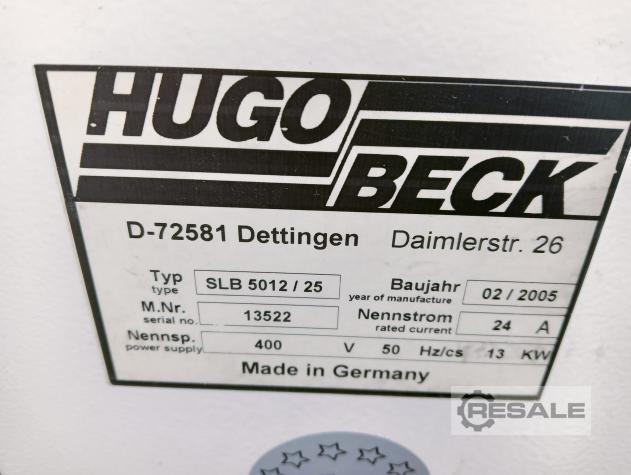 HUGO
BECK
D-72581 Dettingen Daimlerstr. 26
Typ SLB 5012 / 25 Baujahr 02 / 2005
type year of manufacture
M.Nr. 13522 Nennstrom 24 A
serial no. rated current
Nennsp. 400 V 50 Hz/cs 13 KW
power supply
Made in Germany
RESALE